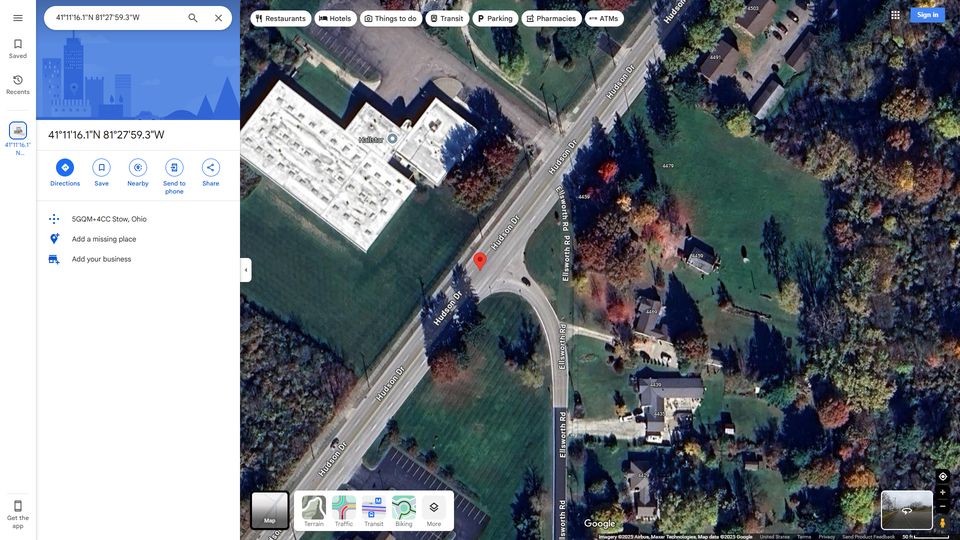 41°11'16.1"N 81°27'59.3"W
Restaurants
Hotels
Things to do
Transit
Parking
Pharmacies
ATMs
Sign in
Saved
Recents
41°11'16.1"
N...
41°11'16.1"N 81°27'59.3"W
Directions
Save
Nearby
Send to
phone
Share
5GQM+4CC Stow, Ohio
Add a missing place
Add your business
Get the
app
Hudson Dr
Hudson Dr
Hudson Dr
Hudson Dr
Hudson Dr
Hudson Dr
Hudson Dr
Ellsworth Rd
Ellsworth Rd
Ellsworth Rd
Ellsworth Rd
Ellsworth Rd
4503
4491
4479
4459
4439
Map
Terrain
Traffic
Transit
Biking
More
Google
Imagery ©2025 Airbus, Maxar Technologies, Map data ©2025 Google
United States
Terms
Privacy
Send Product Feedback
50 ft